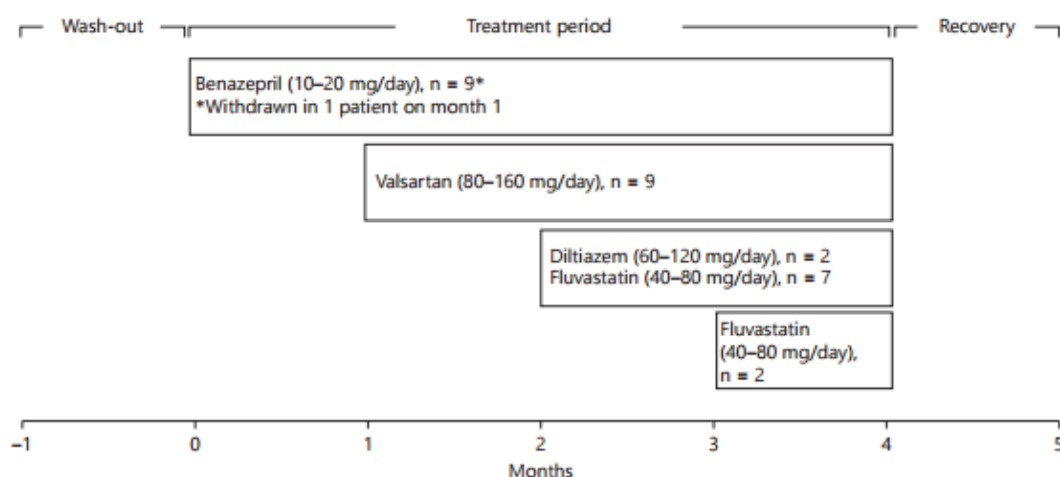 Wash-out Treatment period Recovery
Benazepril (10–20 mg/day), n = 9*
*Withdrawn in 1 patient on month 1
Valsartan (80–160 mg/day), n = 9
Diltiazem (60–120 mg/day), n = 2
Fluvastatin (40–80 mg/day), n = 7
Fluvastatin
(40–80 mg/day),
n = 2
–1 0 1 2 3 4 5
Months